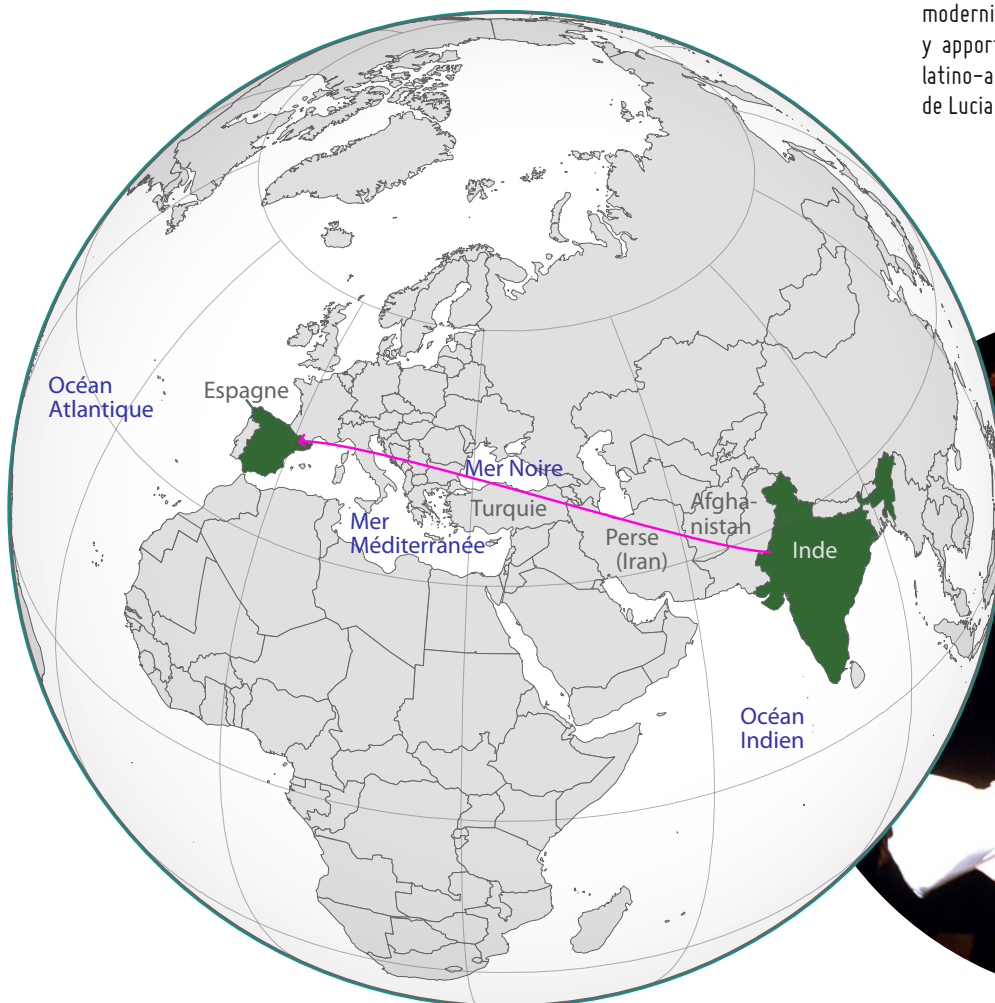 moderni
y apport
latino-a
de Lucia
Océan
Atlantique
Espagne
Mer Noire
Turquie
Mer
Méditerranée
Afgha-
nistan
Perse
(Iran)
Inde
Océan
Indien